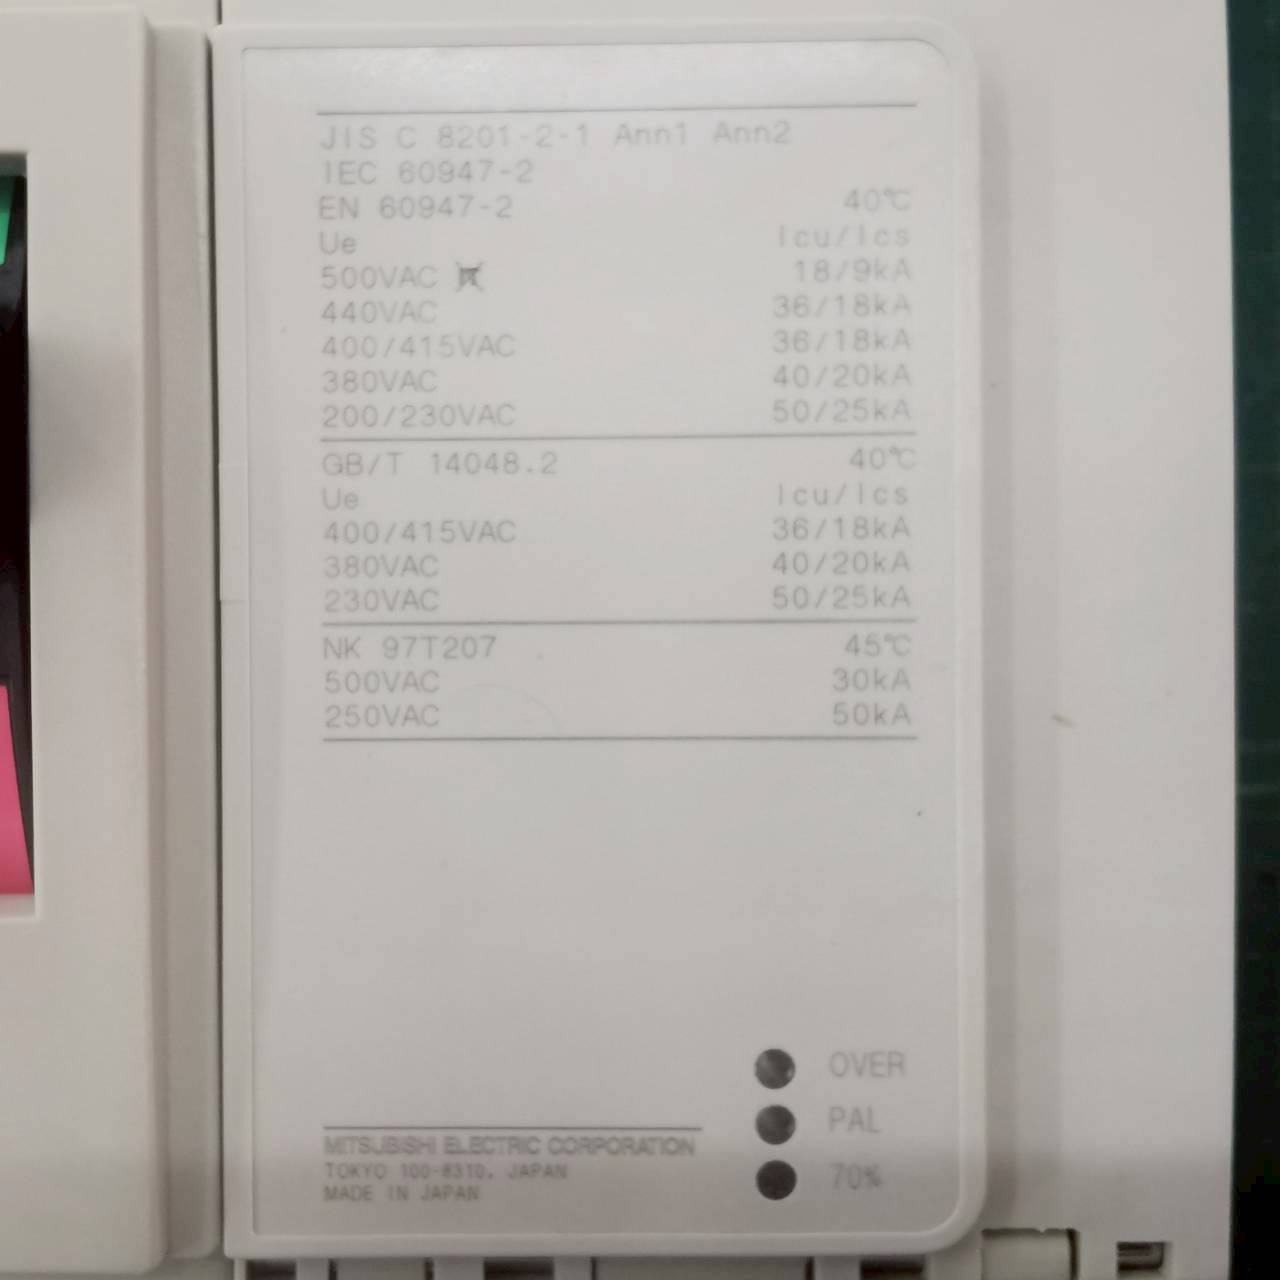 JIS C 8201-2-1 Ann1 Ann2
IEC 60947-2
EN 60947-2 40℃
Ue Icu/Ics
500VAC 18/9kA
440VAC 36/18kA
400/415VAC 36/18kA
380VAC 40/20kA
200/230VAC 50/25kA
GB/T 14048.2 40℃
Ue Icu/Ics
400/415VAC 36/18kA
380VAC 40/20kA
230VAC 50/25kA
NK 97T207 45℃
500VAC 30kA
250VAC 50kA
OVER
PAL
70%
MITSUBISHI ELECTRIC CORPORATION
TOKYO 100-8310, JAPAN
MADE IN JAPAN